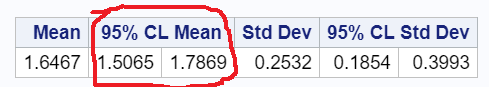 Mean 95% CL Mean Std Dev 95% CL Std Dev
1.6467 1.5065 1.7869 0.2532 0.1854 0.3993